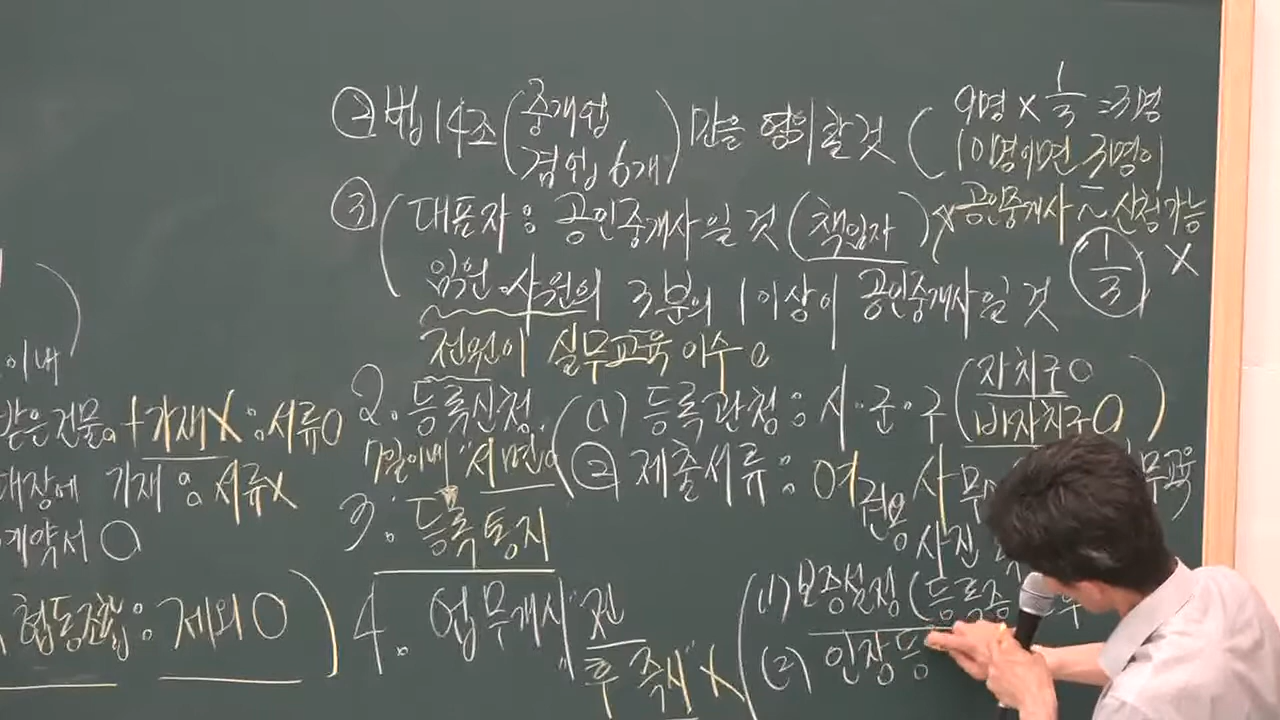 ② 법 14조 (중개업 겸업 6개) 만을 영위할것 (9명 × 1/3 = 3명
10명이면 3명이
공인중개사 ~ 산정가능
③ (대표자 : 공인중개사일 것 (책임자) 1/3 X
임원·사원의 3분의 1 이상이 공인중개사일 것
전원이 실무교육 이수 O
2. 등록신청 (1) 등록관청 : 시·군·구 (자치구 O 비자치구 O)
7일이내 "서면" (② 제출서류 : 여권용 사진
3. 등록통지
4. 업무개시 "전"
후 즉시 X
(1) 보증설정 (등록증
(2) 인장등
이내
받은 건물 + 가재 X : 서류 O
대장에 기재 : 서류 X
계약서 O
협동조합 : 제외 O)